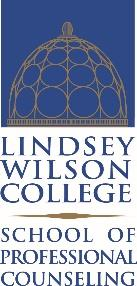 LINDSEY
WILSON
COLLEGE
SCHOOL OF
PROFESSIONAL
COUNSELING